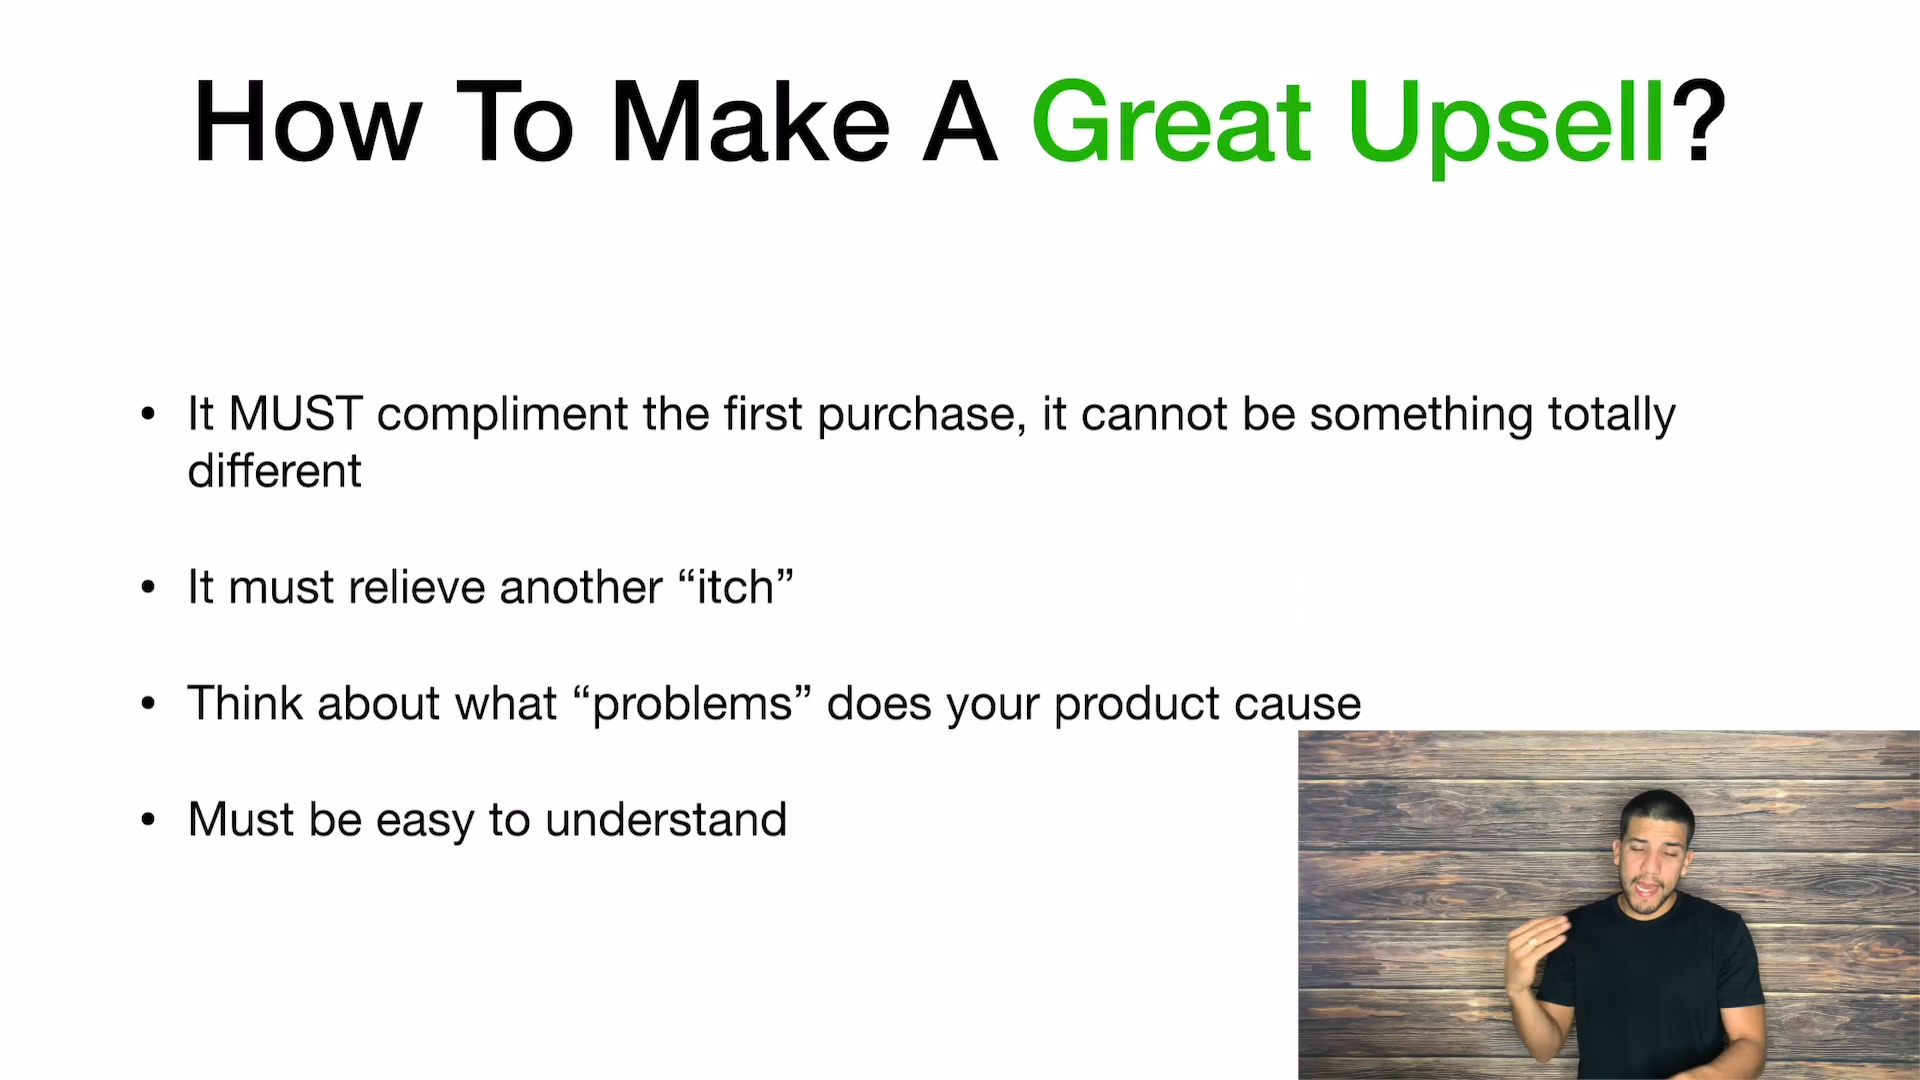 How To Make A Great Upsell?
• It MUST compliment the first purchase, it cannot be something totally
different
• It must relieve another “itch”
• Think about what “problems” does your product cause
• Must be easy to understand